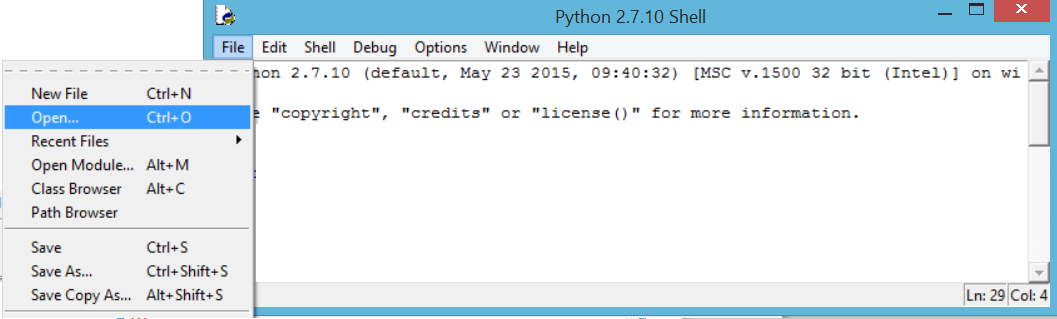 Python 2.7.10 Shell
File Edit Shell Debug Options Window Help
hon 2.7.10 (default, May 23 2015, 09:40:32) [MSC v.1500 32 bit (Intel)] on wi
e "copyright", "credits" or "license()" for more information.
New File Ctrl+N
Open... Ctrl+O
Recent Files
Open Module... Alt+M
Class Browser Alt+C
Path Browser
Save Ctrl+S
Save As... Ctrl+Shift+S
Save Copy As... Alt+Shift+S
Ln: 29 Col: 4